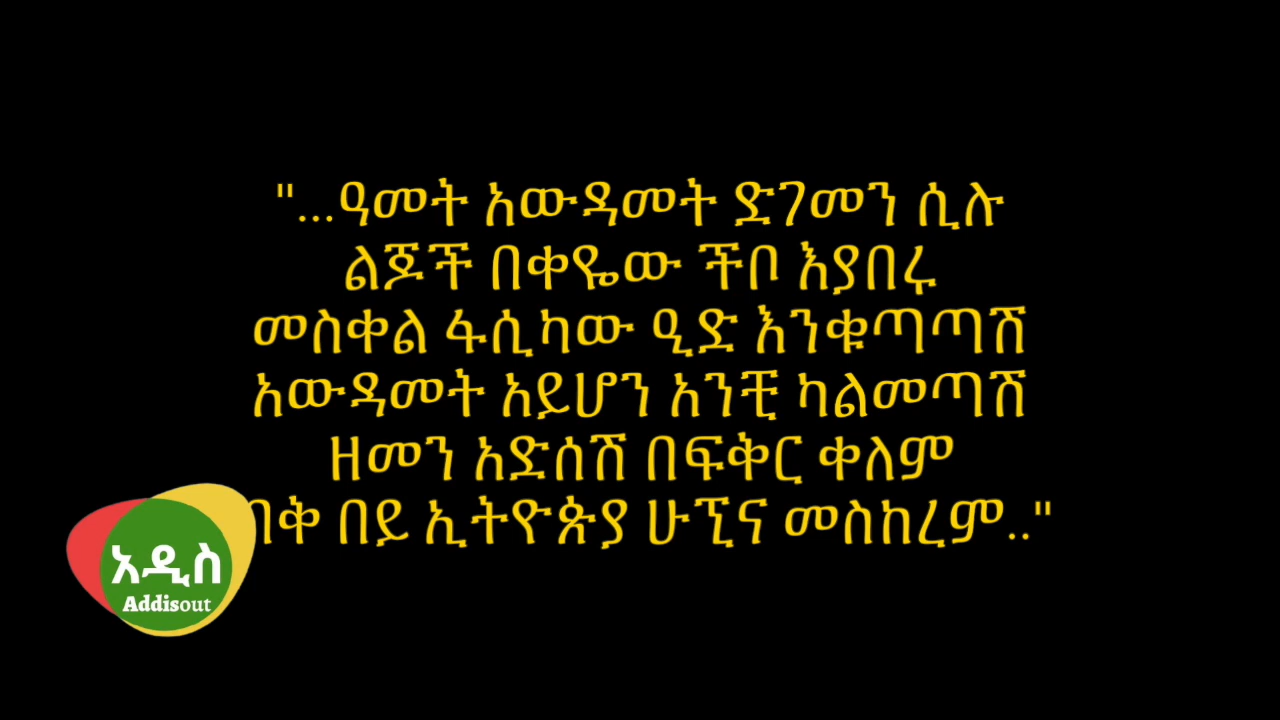 "...ዓመት አውዳመት ድገመን ሲሉ
ልጆች በቀዬው ችቦ እያበሩ
መስቀል ፋሲካው ዒድ እንቁጣጣሽ
አውዳመት አይሆን አንቺ ካልመጣሽ
ዘመን አድሰሽ በፍቅር ቀለም
ብቅ በይ ኢትዮጵያ ሁኚና መስከረም.."
አዲስ
Addisout